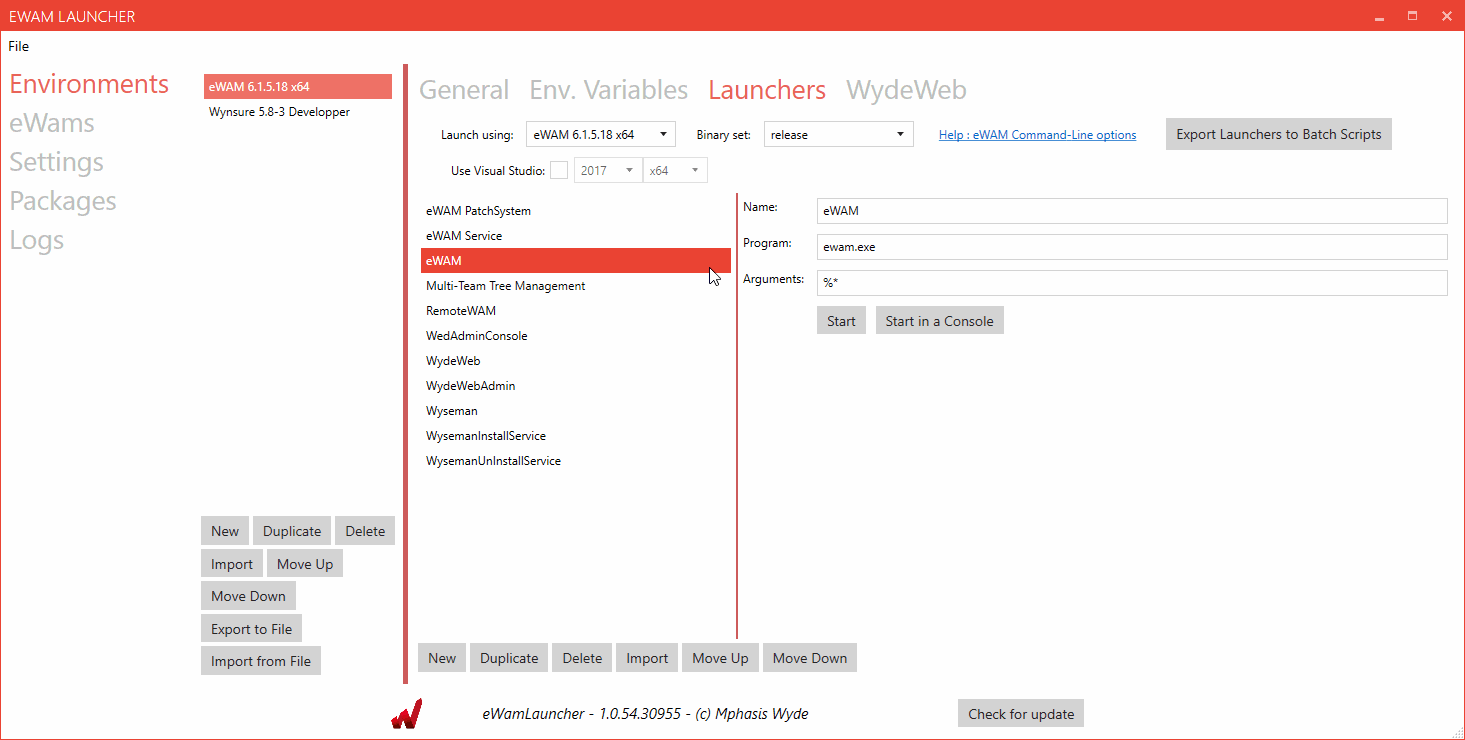 EWAM LAUNCHER
File
Environments
eWams
Settings
Packages
Logs
eWAM 6.1.5.18 x64
Wynsure 5.8-3 Developper
New Duplicate Delete
Import Move Up
Move Down
Export to File
Import from File
General Env. Variables Launchers WydeWeb
Launch using: eWAM 6.1.5.18 x64 Binary set: release Help : eWAM Command-Line options Export Launchers to Batch Scripts
Use Visual Studio: 2017 x64
eWAM PatchSystem
eWAM Service
eWAM
Multi-Team Tree Management
RemoteWAM
WedAdminConsole
WydeWeb
WydeWebAdmin
Wyseman
WysemanInstallService
WysemanUnInstallService
Name: eWAM
Program: ewam.exe
Arguments: %*
Start Start in a Console
New Duplicate Delete Import Move Up Move Down
eWamLauncher - 1.0.54.30955 - (c) Mphasis Wyde Check for update